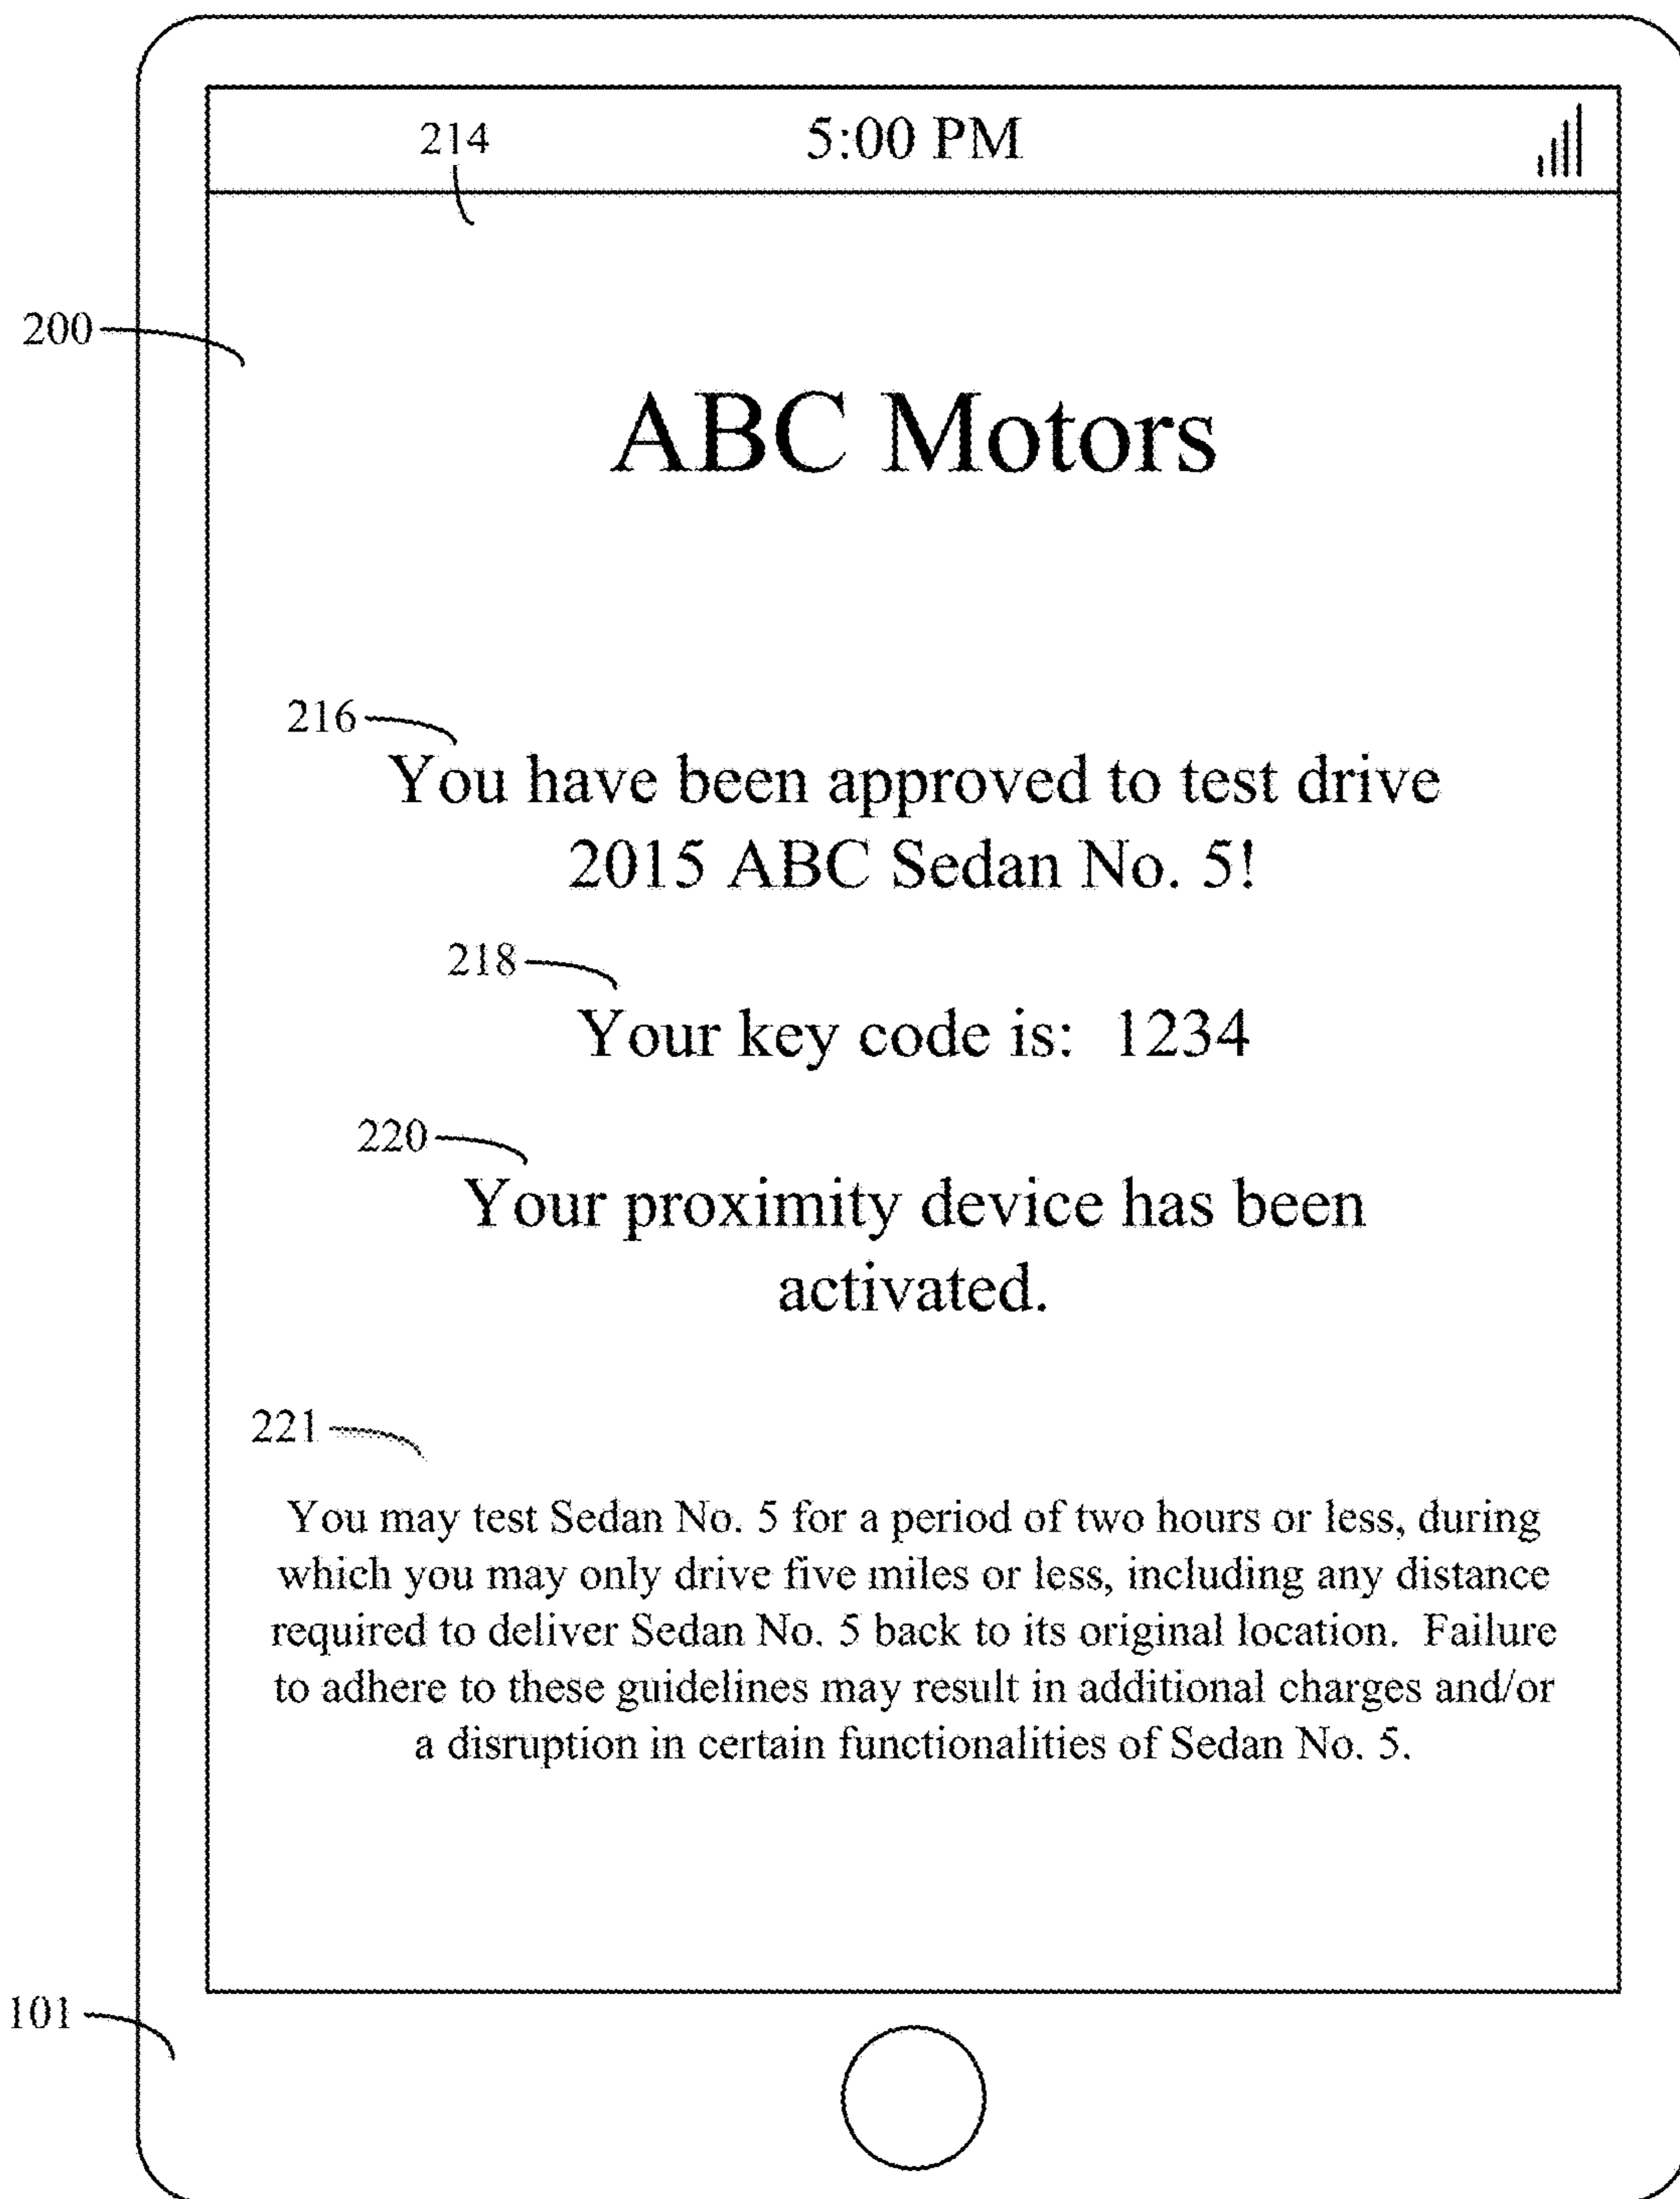 214
5:00 PM
200
ABC Motors
216
You have been approved to test drive
2015 ABC Sedan No. 5!
218
Your key code is:  1234
220
Your proximity device has been
activated.
221
You may test Sedan No. 5 for a period of two hours or less, during
which you may only drive five miles or less, including any distance
required to deliver Sedan No. 5 back to its original location.  Failure
to adhere to these guidelines may result in additional charges and/or
a disruption in certain functionalities of Sedan No. 5.
101